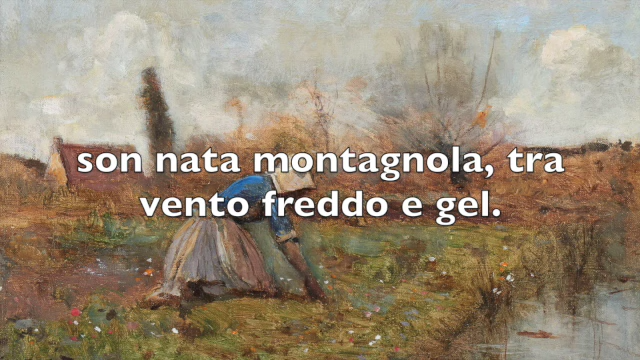 son nata montagnola, tra
vento freddo e gel.